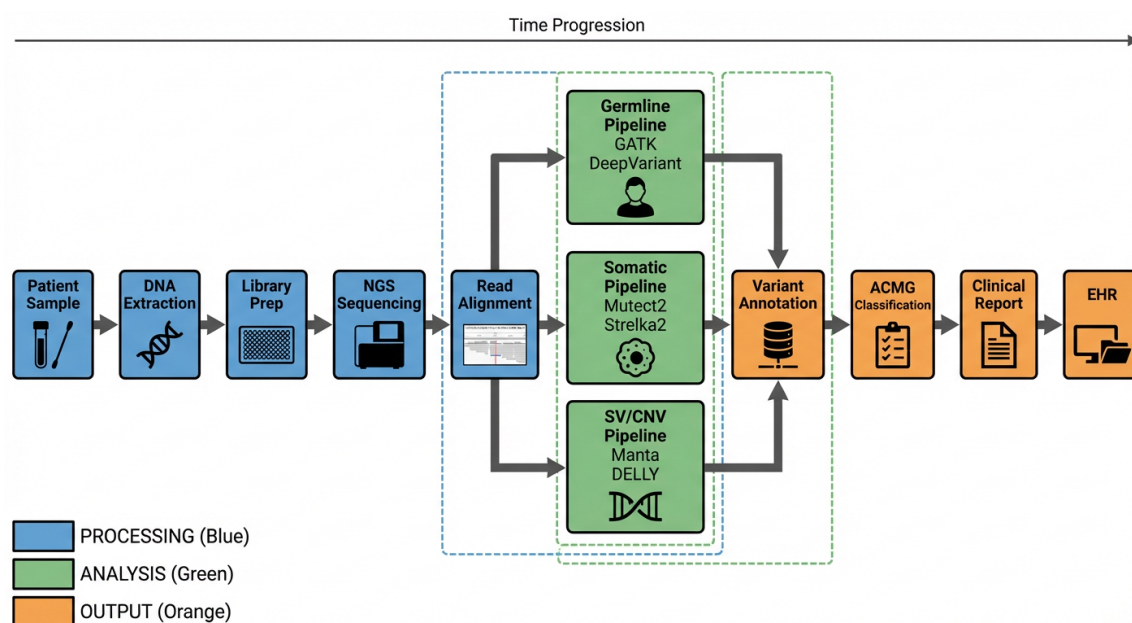 Time Progression
Patient
Sample
DNA
Extraction
Library
Prep
NGS
Sequencing
Read
Alignment
Germline
Pipeline
GATK
DeepVariant
Somatic
Pipeline
Mutect2
Strelka2
SV/CNV
Pipeline
Manta
DELLY
Variant
Annotation
ACMG
Classification
Clinical
Report
EHR
PROCESSING (Blue)
ANALYSIS (Green)
OUTPUT (Orange)